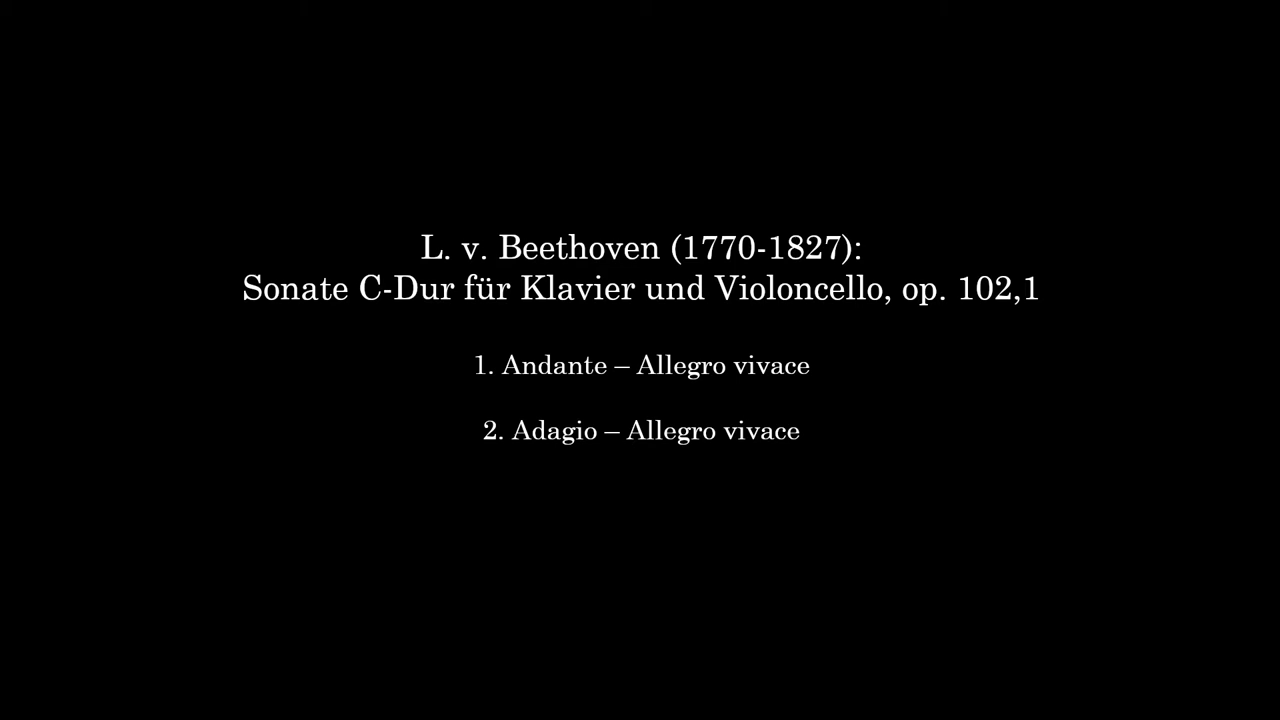 L. v. Beethoven (1770-1827):
Sonate C-Dur für Klavier und Violoncello, op. 102,1
1. Andante – Allegro vivace
2. Adagio – Allegro vivace